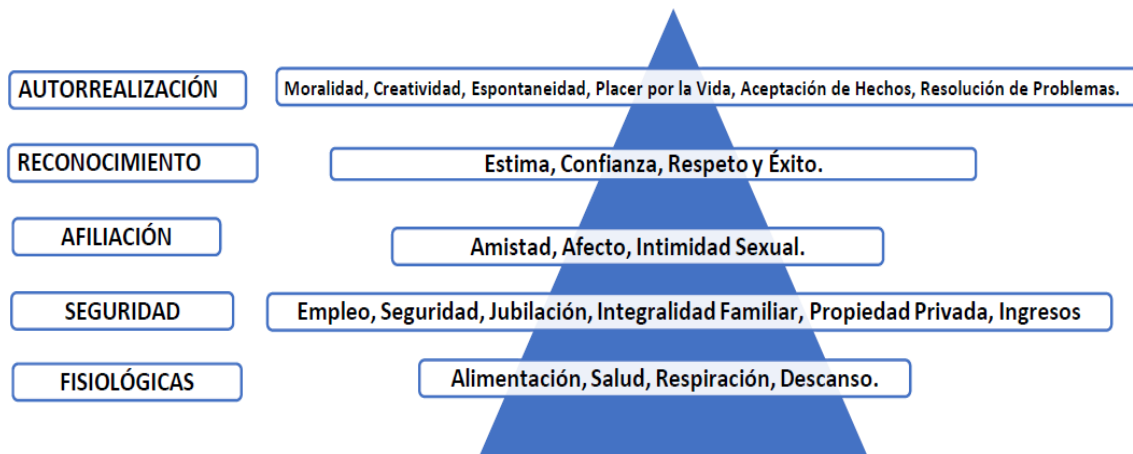 AUTORREALIZACIÓN
Moralidad, Creatividad, Espontaneidad, Placer por la Vida, Aceptación de Hechos, Resolución de Problemas.
RECONOCIMIENTO
Estima, Confianza, Respeto y Éxito.
AFILIACIÓN
Amistad, Afecto, Intimidad Sexual.
SEGURIDAD
Empleo, Seguridad, Jubilación, Integralidad Familiar, Propiedad Privada, Ingresos
FISIOLÓGICAS
Alimentación, Salud, Respiración, Descanso.